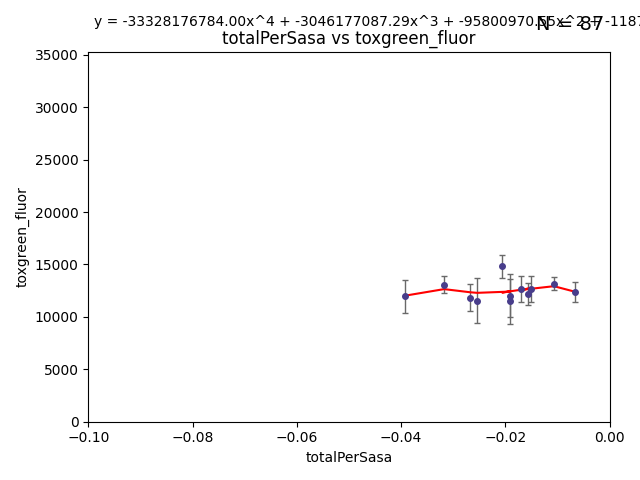 y = -33328176784.00x^4 + -3046177087.29x^3 + -95800970.55x^2 + -1187
N = 87
totalPerSasa vs toxgreen_fluor
35000
30000
25000
20000
15000
10000
5000
0
toxgreen_fluor
−0.10 −0.08 −0.06 −0.04 −0.02 0.00
totalPerSasa